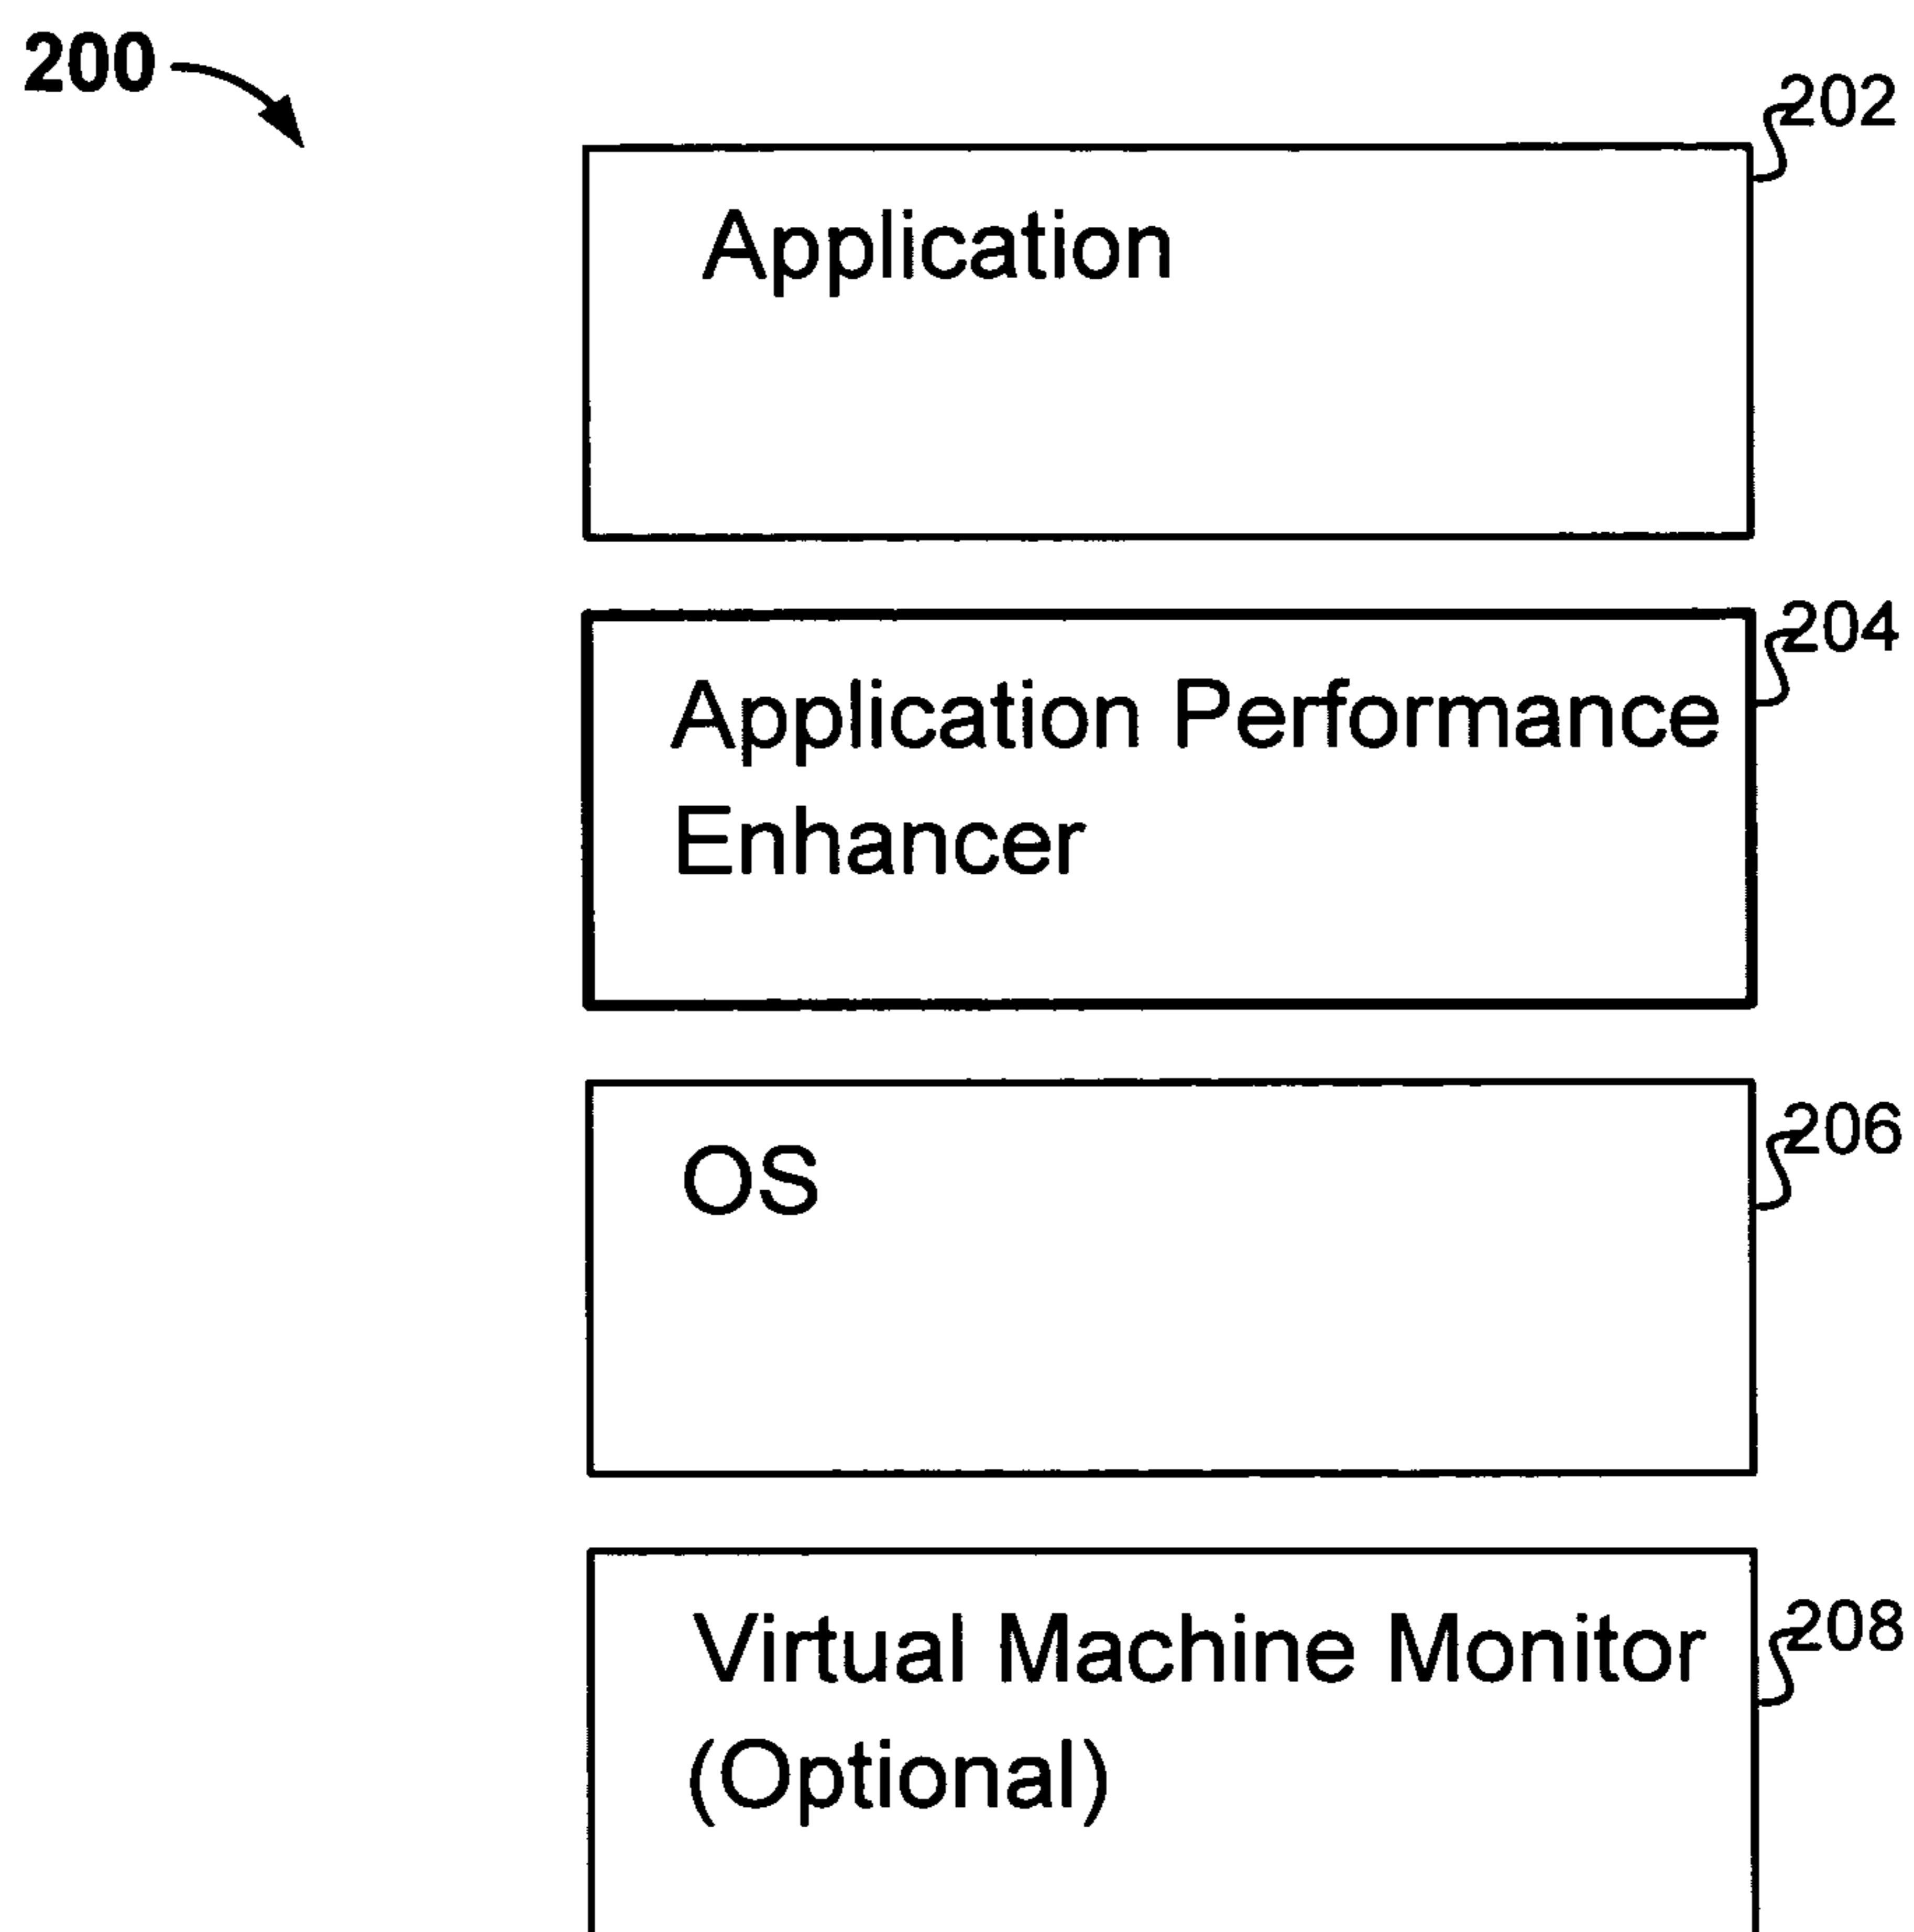 200
202
Application
204
Application Performance
Enhancer
206
OS
208
Virtual Machine Monitor
(Optional)